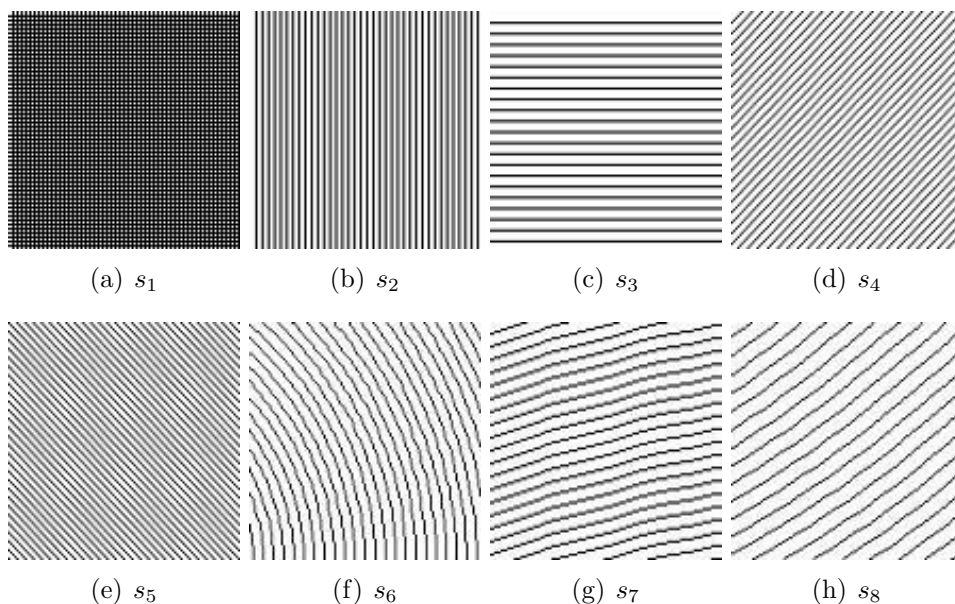 (a) s₁ (b) s₂ (c) s₃ (d) s₄
(e) s₅ (f) s₆ (g) s₇ (h) s₈